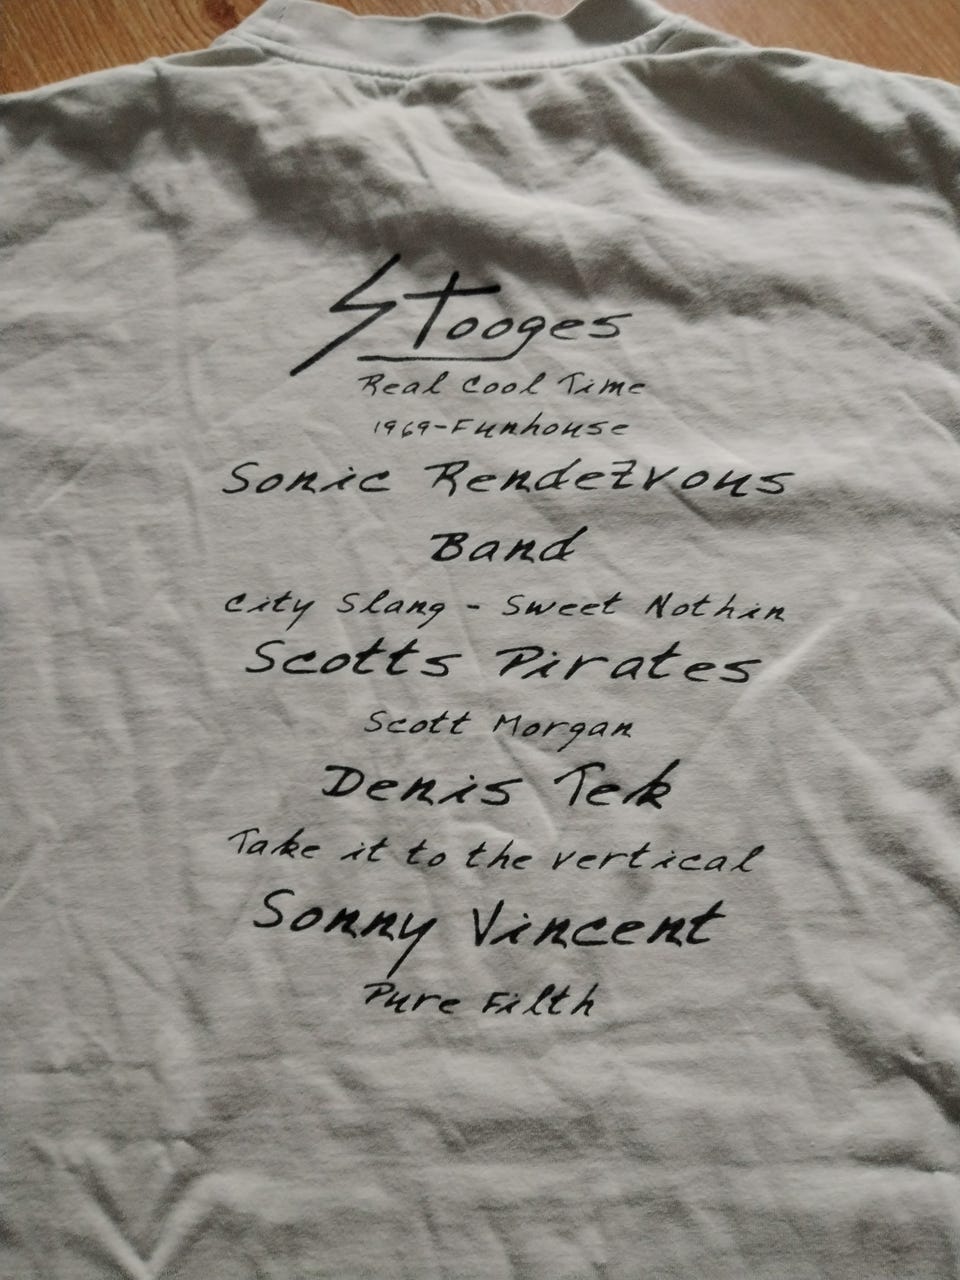 Stooges
Real Cool Time
1969-Funhouse
Sonic Rendezvous
Band
City Slang - Sweet Nothin
Scotts Pirates
Scott Morgan
Denis Tek
Take it to the vertical
Sonny Vincent
Pure Filth